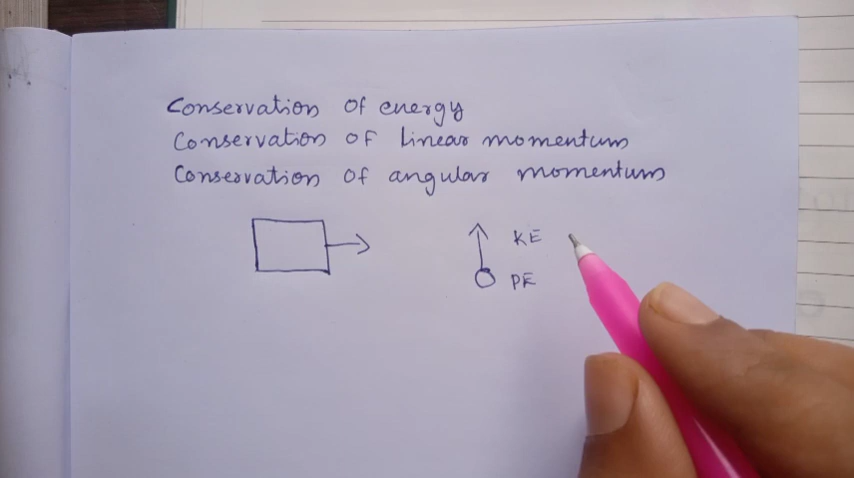 Conservation of energy
Conservation of linear momentum
Conservation of angular momentum
KE
PE